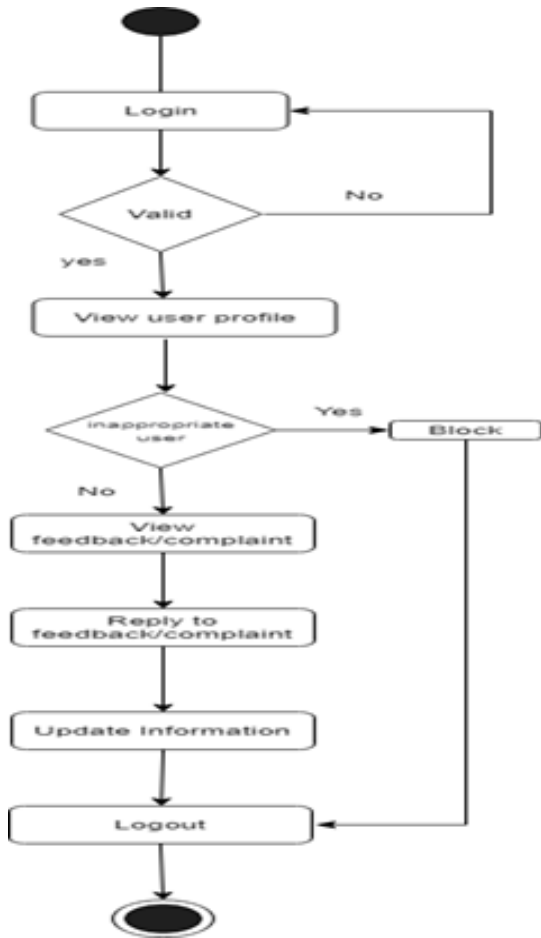 Login
Valid
No
yes
View user profile
inappropriate
user
Yes
Block
No
View
feedback/complaint
Reply to
feedback/complaint
Update Information
Logout